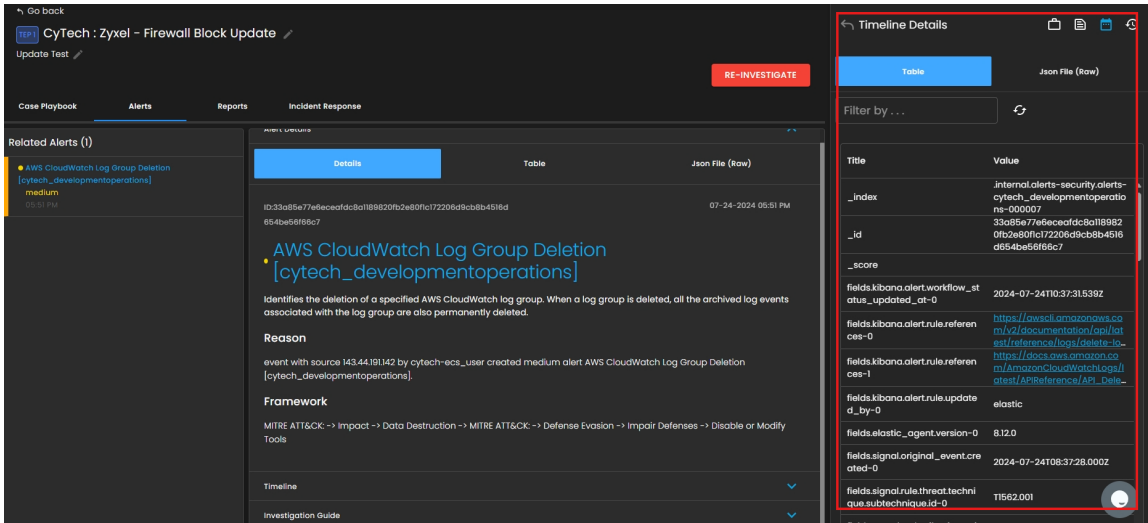 Go back
TEP 1 CyTech : Zyxel - Firewall Block Update
Update Test
RE-INVESTIGATE
Case Playbook Alerts Reports Incident Response
Related Alerts (1)
AWS CloudWatch Log Group Deletion
[cytech_developmentoperations]
medium
05:51 PM
Alert Details
Details Table Json File (Raw)
ID:33a85e77e6eceafdc8a1189820fb2e80f1c172206d9cb8b4516d
654be56f66c7
07-24-2024 05:51 PM
AWS CloudWatch Log Group Deletion
[cytech_developmentoperations]
Identifies the deletion of a specified AWS CloudWatch log group. When a log group is deleted, all the archived log events
associated with the log group are also permanently deleted.
Reason
event with source 143.44.191.142 by cytech-ecs_user created medium alert AWS CloudWatch Log Group Deletion
[cytech_developmentoperations].
Framework
MITRE ATT&CK: -> Impact -> Data Destruction -> MITRE ATT&CK: -> Defense Evasion -> Impair Defenses -> Disable or Modify
Tools
Timeline
Investigation Guide
Timeline Details
Table Json File (Raw)
Filter by . . .
Title Value
_index
.internal.alerts-security.alerts-
cytech_developmentoperatio
ns-000007
_id
33a85e77e6eceafdc8a118982
0fb2e80f1c172206d9cb8b4516
d654be56f66c7
_score
fields.kibana.alert.workflow_st
atus_updated_at-0
2024-07-24T10:37:31.539Z
fields.kibana.alert.rule.referen
ces-0
https://awscli.amazonaws.co
m/v2/documentation/api/lat
est/reference/logs/delete-lo...
fields.kibana.alert.rule.referen
ces-1
https://docs.aws.amazon.co
m/AmazonCloudWatchLogs/l
atest/APIReference/API_Dele...
fields.kibana.alert.rule.update
d_by-0
elastic
fields.elastic_agent.version-0 8.12.0
fields.signal.original_event.cre
ated-0
2024-07-24T08:37:28.000Z
fields.signal.rule.threat.techni
que.subtechnique.id-0
T1562.001